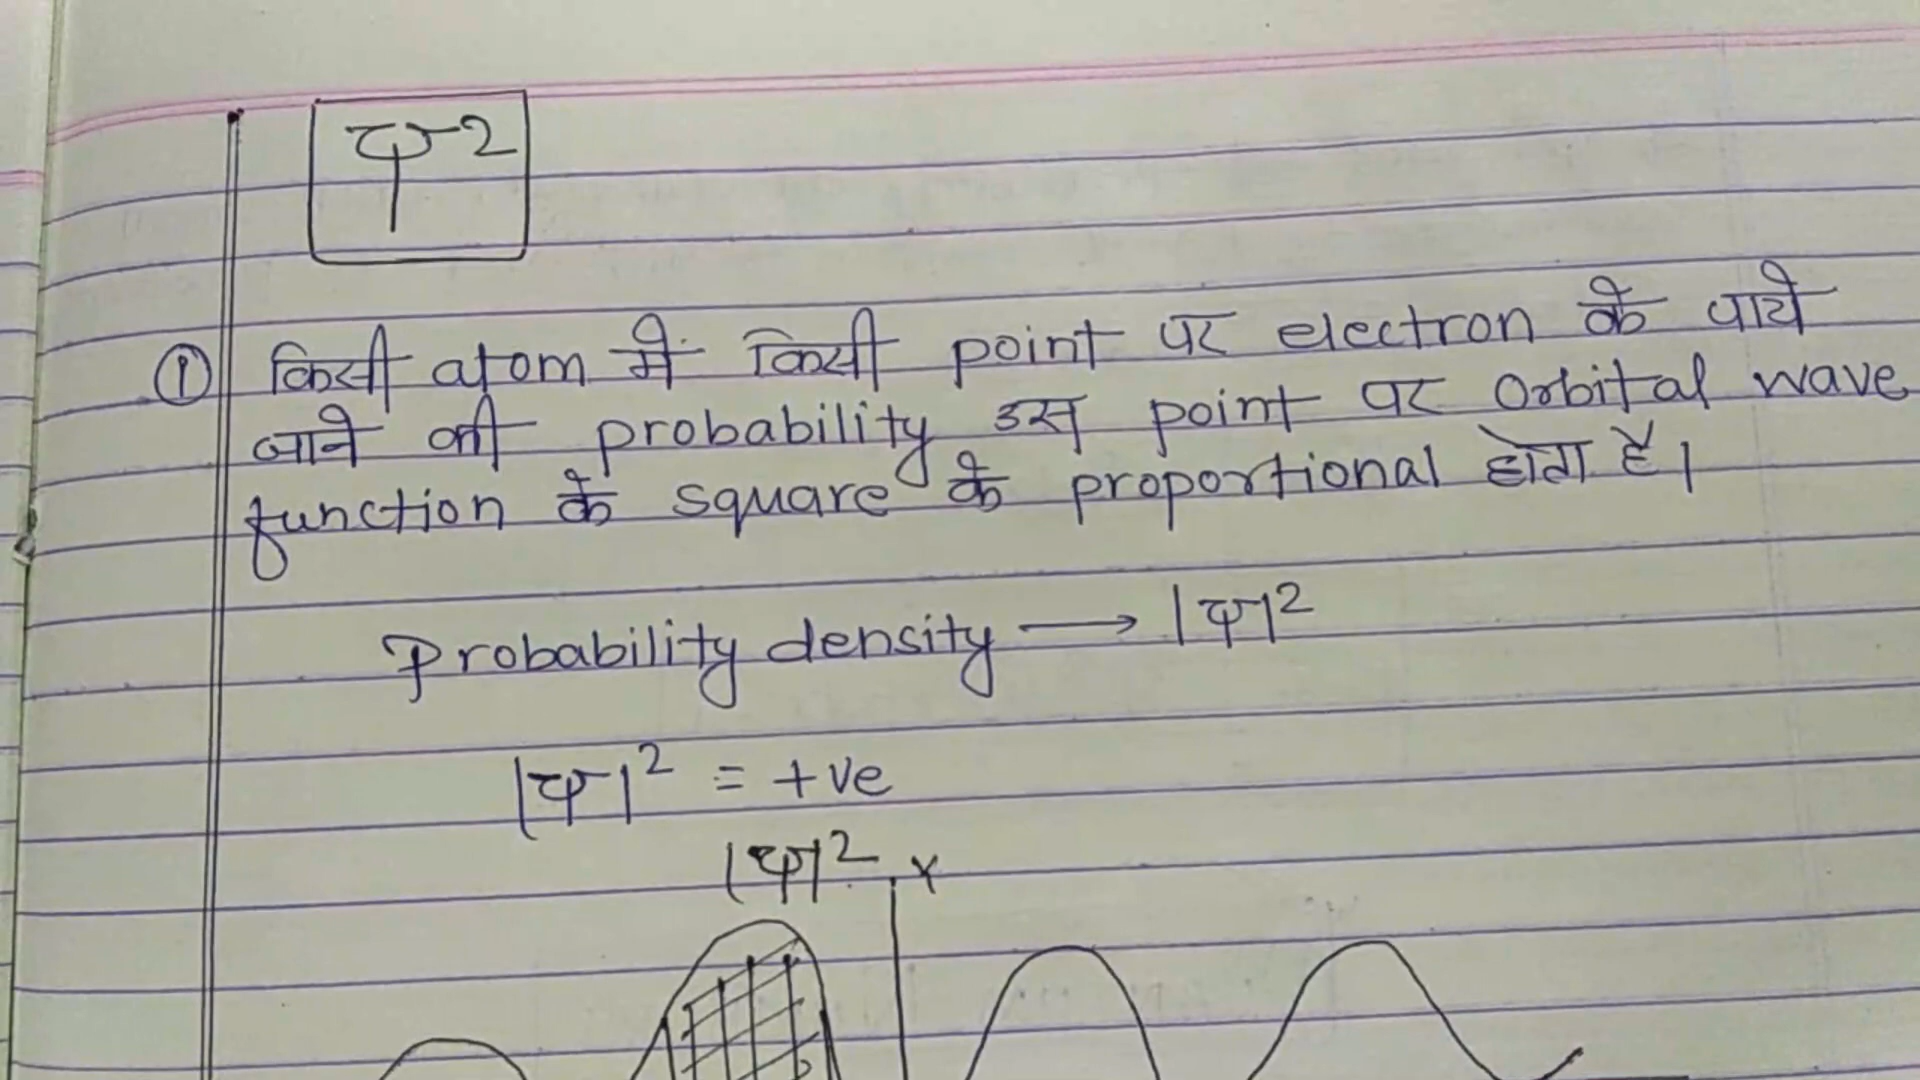 ψ²
① किसी atom में किसी point पर electron के पाये
जाने की probability उस point पर Orbital wave
function के square के proportional होता है।
Probability density → |ψ|²
|ψ|² = +ve
|ψ|² x